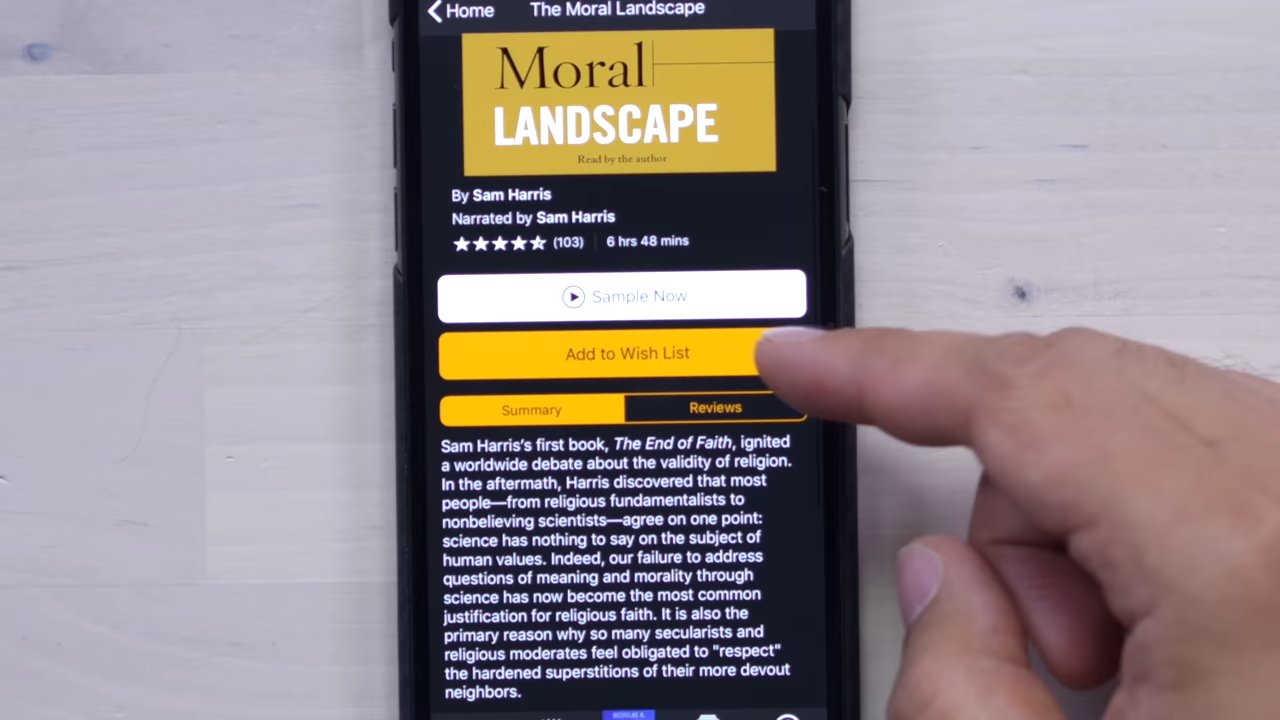 Home The Moral Landscape
Moral
LANDSCAPE
Read by the author
By Sam Harris
Narrated by Sam Harris
(103) 6 hrs 48 mins
Sample Now
Add to Wish List
Summary Reviews
Sam Harris's first book, The End of Faith, ignited
a worldwide debate about the validity of religion.
In the aftermath, Harris discovered that most
people—from religious fundamentalists to
nonbelieving scientists—agree on one point:
science has nothing to say on the subject of
human values. Indeed, our failure to address
questions of meaning and morality through
science has now become the most common
justification for religious faith. It is also the
primary reason why so many secularists and
religious moderates feel obligated to "respect"
the hardened superstitions of their more devout
neighbors.